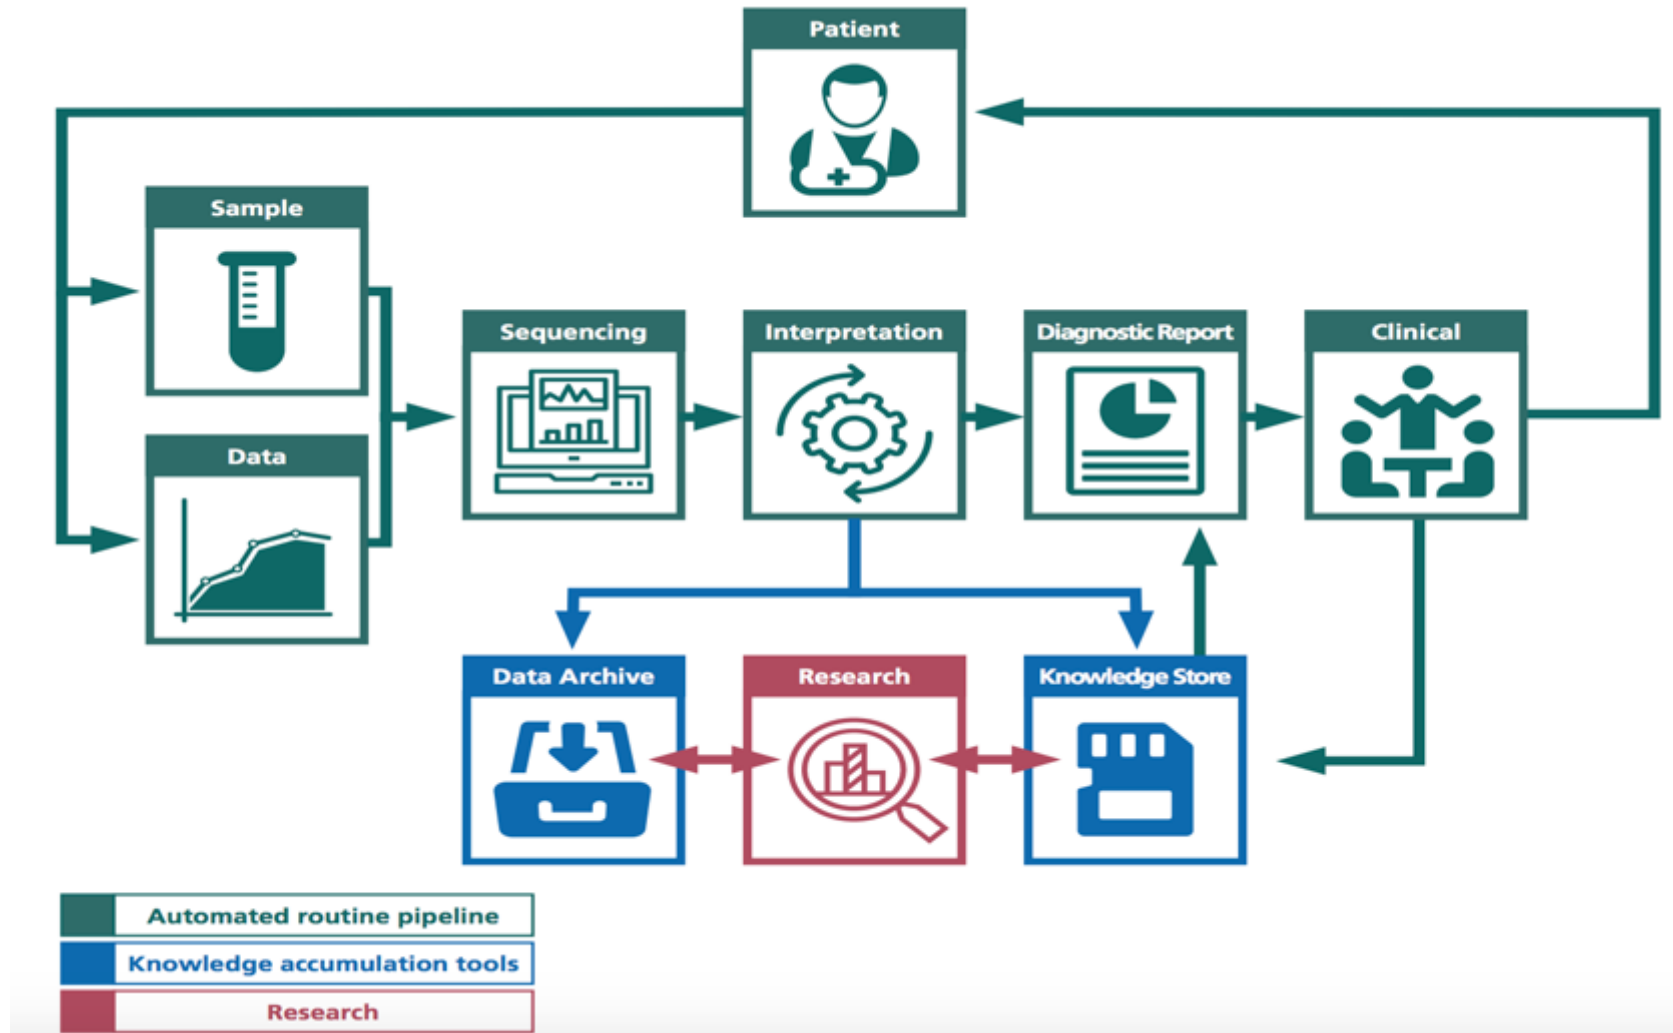 Patient
Sample
Sequencing
Interpretation
Diagnostic Report
Clinical
Data
Data Archive
Research
Knowledge Store
Automated routine pipeline
Knowledge accumulation tools
Research